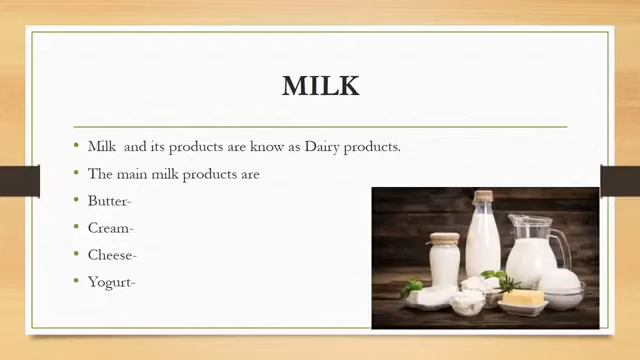 MILK
• Milk and its products are know as Dairy products.
• The main milk products are
• Butter-
• Cream-
• Cheese-
• Yogurt-